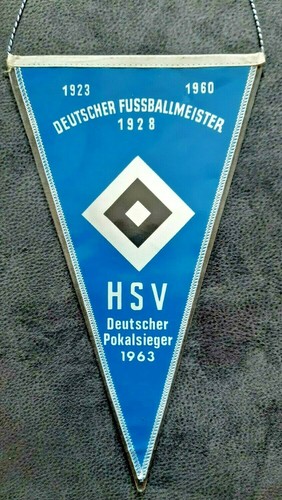 1923 1960
DEUTSCHER FUSSBALLMEISTER
1928
HSV
Deutscher
Pokalsieger
1963